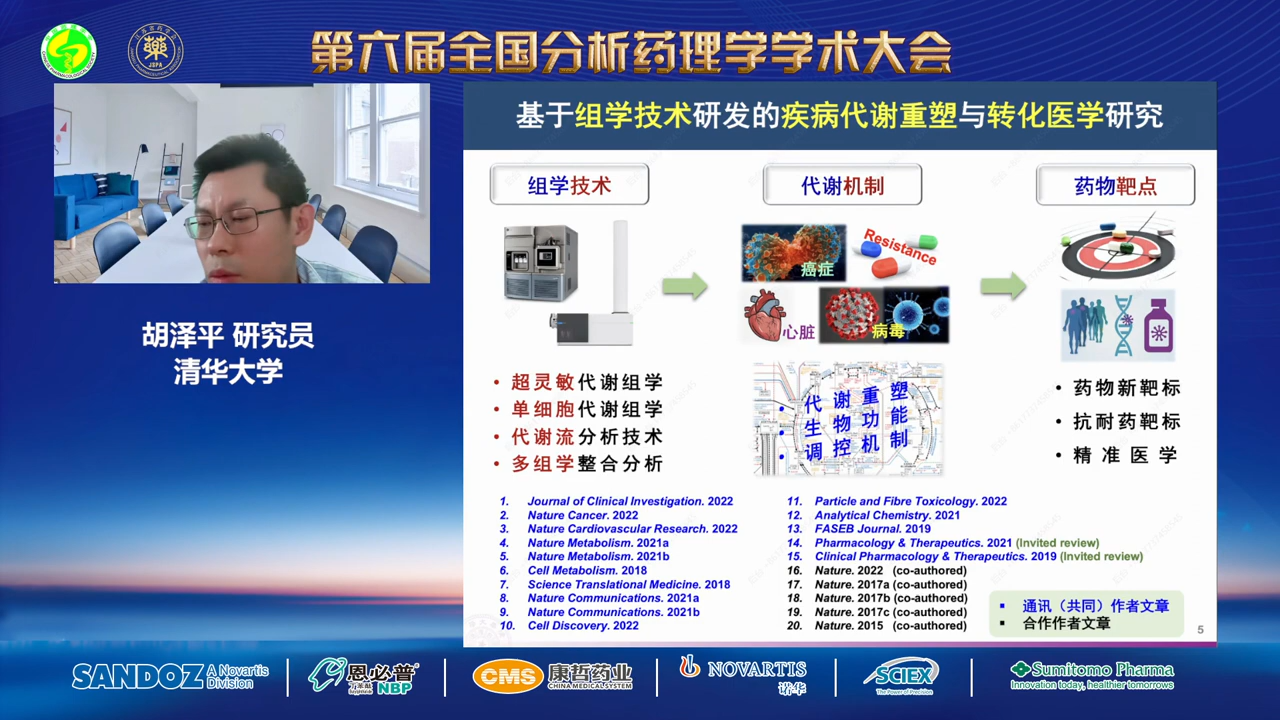 第六届全国分析药理学学术大会
JSPA
胡泽平 研究员
清华大学
基于组学技术研发的疾病代谢重塑与转化医学研究
组学技术
代谢机制
药物靶点
Resistance
癌症
心脏
病毒
• 超灵敏代谢组学
• 单细胞代谢组学
• 代谢流分析技术
• 多组学整合分析
• 代谢重塑
• 生物功能
• 调控机制
• 药物新靶标
• 抗耐药靶标
• 精准医学
1. Journal of Clinical Investigation. 2022
2. Nature Cancer. 2022
3. Nature Cardiovascular Research. 2022
4. Nature Metabolism. 2021a
5. Nature Metabolism. 2021b
6. Cell Metabolism. 2018
7. Science Translational Medicine. 2018
8. Nature Communications. 2021a
9. Nature Communications. 2021b
10. Cell Discovery. 2022
11. Particle and Fibre Toxicology. 2022
12. Analytical Chemistry. 2021
13. FASEB Journal. 2019
14. Pharmacology & Therapeutics. 2021 (Invited review)
15. Clinical Pharmacology & Therapeutics. 2019 (Invited review)
16. Nature. 2022 (co-authored)
17. Nature. 2017a (co-authored)
18. Nature. 2017b (co-authored)
19. Nature. 2017c (co-authored)
20. Nature. 2015 (co-authored)
▪ 通讯（共同）作者文章
▪ 合作作者文章
5
SANDOZ A Novartis Division
恩必普 NBP
CMS 康哲药业
CHINA MEDICAL SYSTEM
NOVARTIS
诺华
SCIEX
The Power of Precision
Sumitomo Pharma
Innovation today, healthier tomorrows